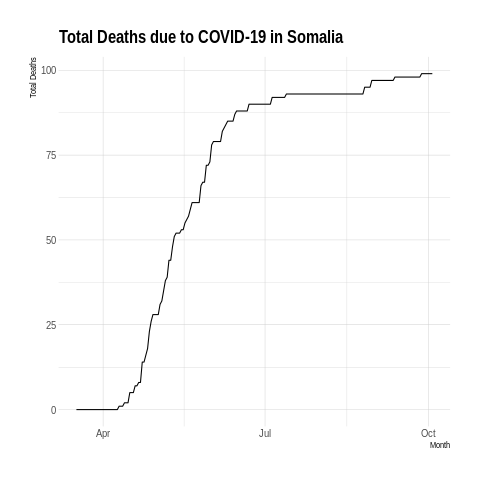 Total Deaths due to COVID-19 in Somalia
Total Deaths
100
75
50
25
0
Apr
Jul
Oct
Month